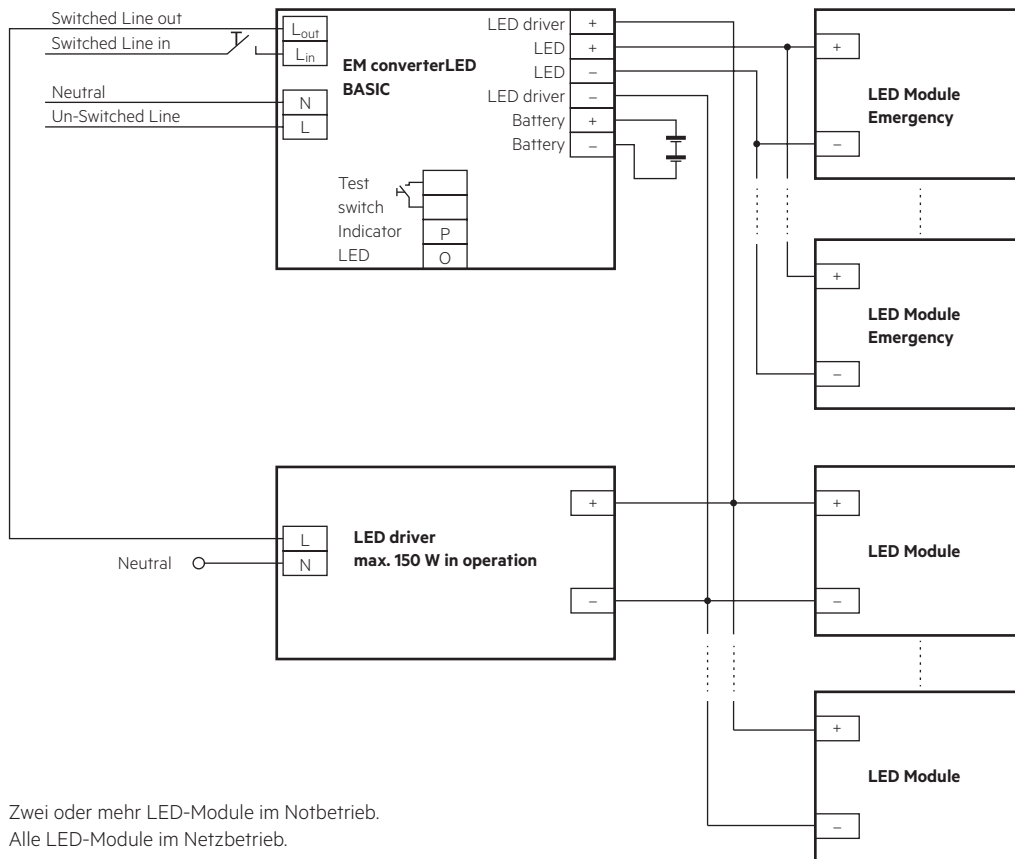 Switched Line out
Switched Line in
Neutral
Un-Switched Line
Lout
Lin
N
L
EM converterLED
BASIC
LED driver +
LED +
LED –
LED driver –
Battery +
Battery –
Test
switch
Indicator P
LED O
+
LED Module
Emergency
–
+
LED Module
Emergency
–
L
N
Neutral
LED driver
max. 150 W in operation
+
–
+
LED Module
–
+
LED Module
–
Zwei oder mehr LED-Module im Notbetrieb.
Alle LED-Module im Netzbetrieb.